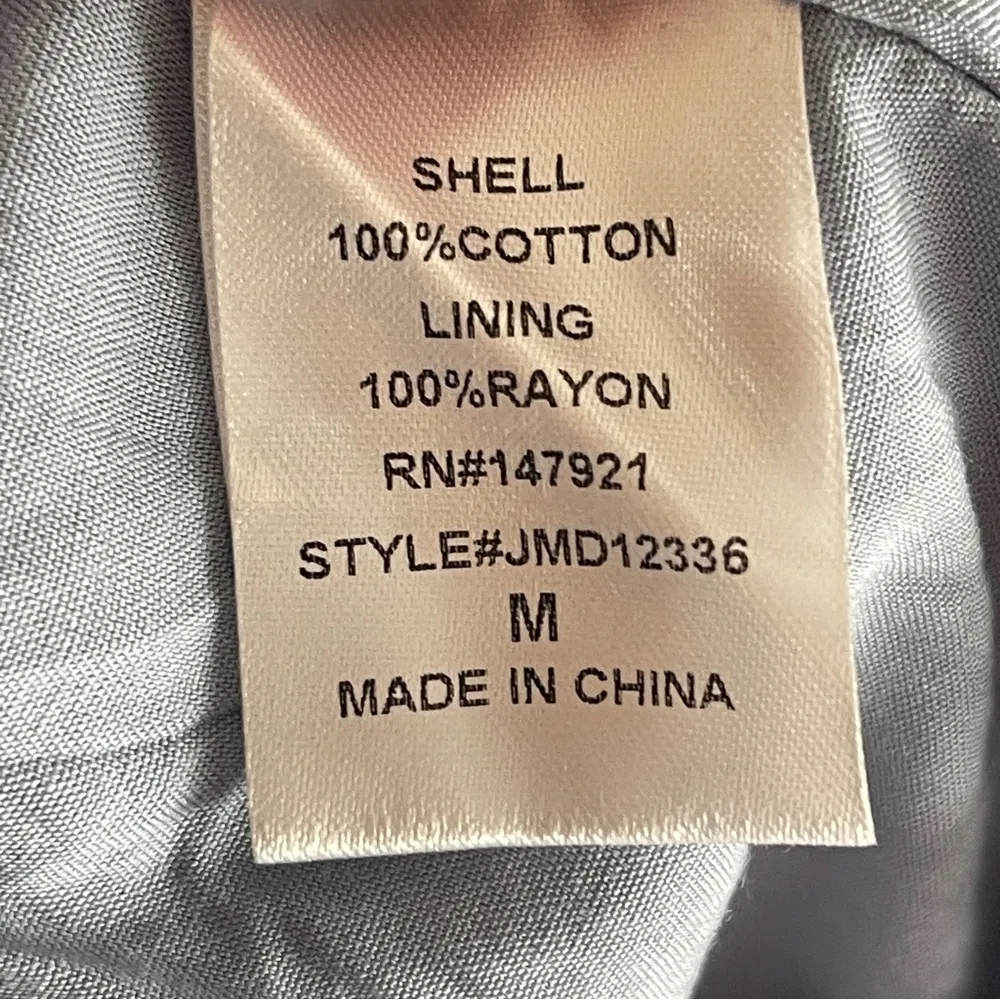 SHELL
100%COTTON
LINING
100%RAYON
RN#147921
STYLE#JMD12336
M
MADE IN CHINA